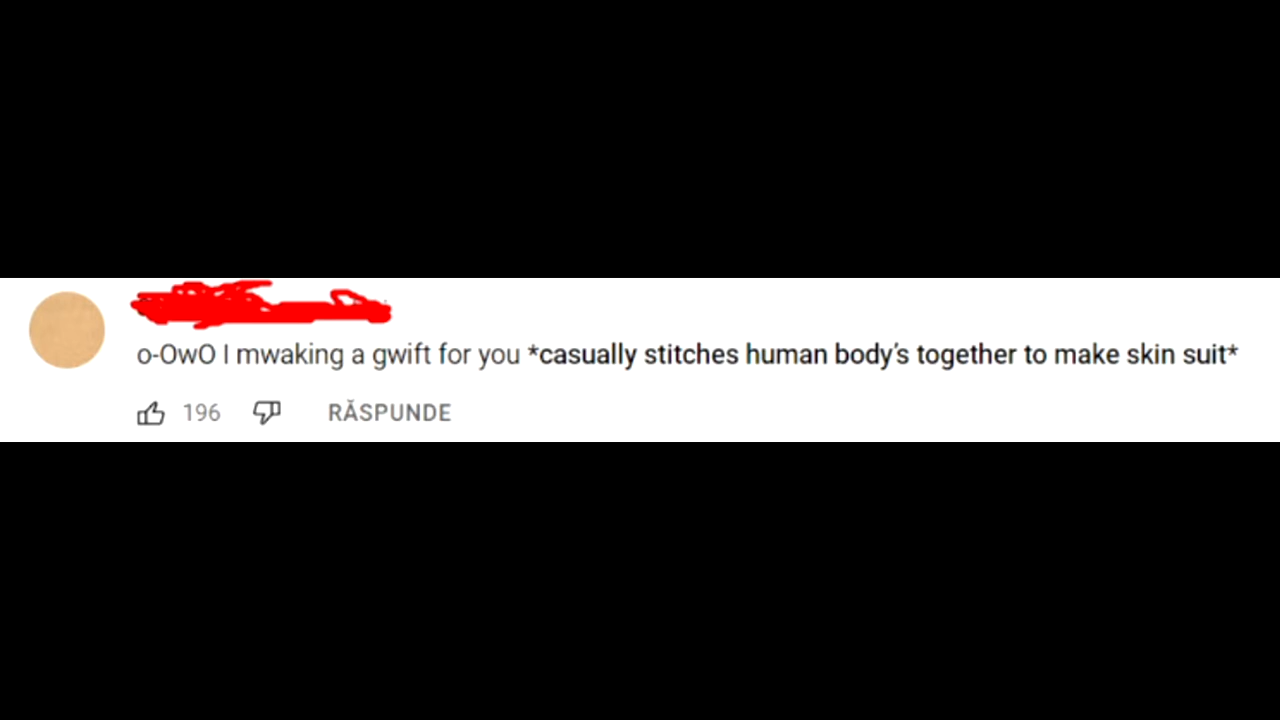 o-OwO I mwaking a gwift for you *casually stitches human body's together to make skin suit*
196 RĂSPUNDE